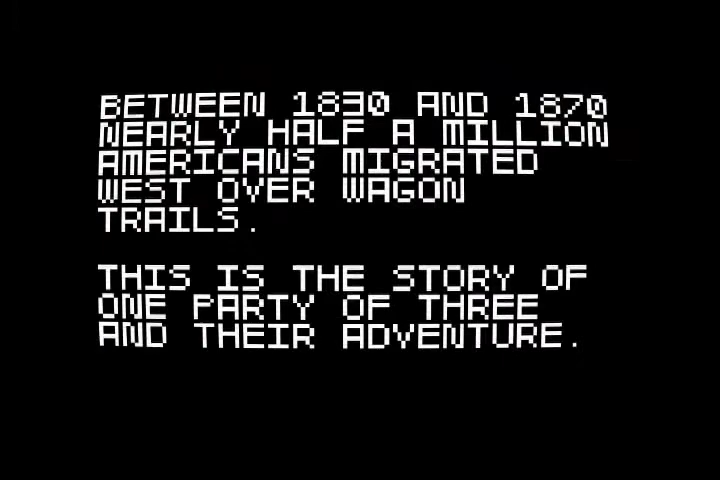 BETWEEN 1830 AND 1870
NEARLY HALF A MILLION
AMERICANS MIGRATED
WEST OVER WAGON
TRAILS.
THIS IS THE STORY OF
ONE PARTY OF THREE
AND THEIR ADVENTURE.